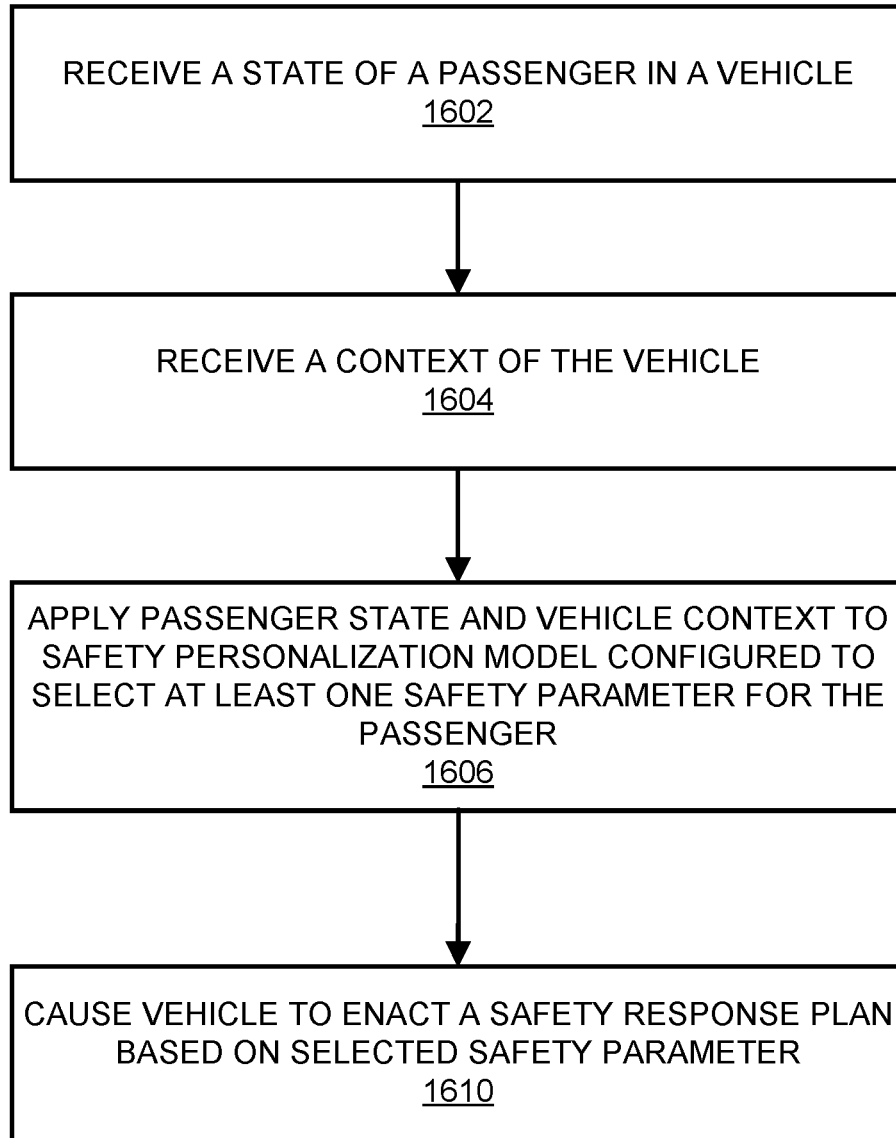 RECEIVE A STATE OF A PASSENGER IN A VEHICLE
1602
RECEIVE A CONTEXT OF THE VEHICLE
1604
APPLY PASSENGER STATE AND VEHICLE CONTEXT TO
SAFETY PERSONALIZATION MODEL CONFIGURED TO
SELECT AT LEAST ONE SAFETY PARAMETER FOR THE
PASSENGER
1606
CAUSE VEHICLE TO ENACT A SAFETY RESPONSE PLAN
BASED ON SELECTED SAFETY PARAMETER
1610